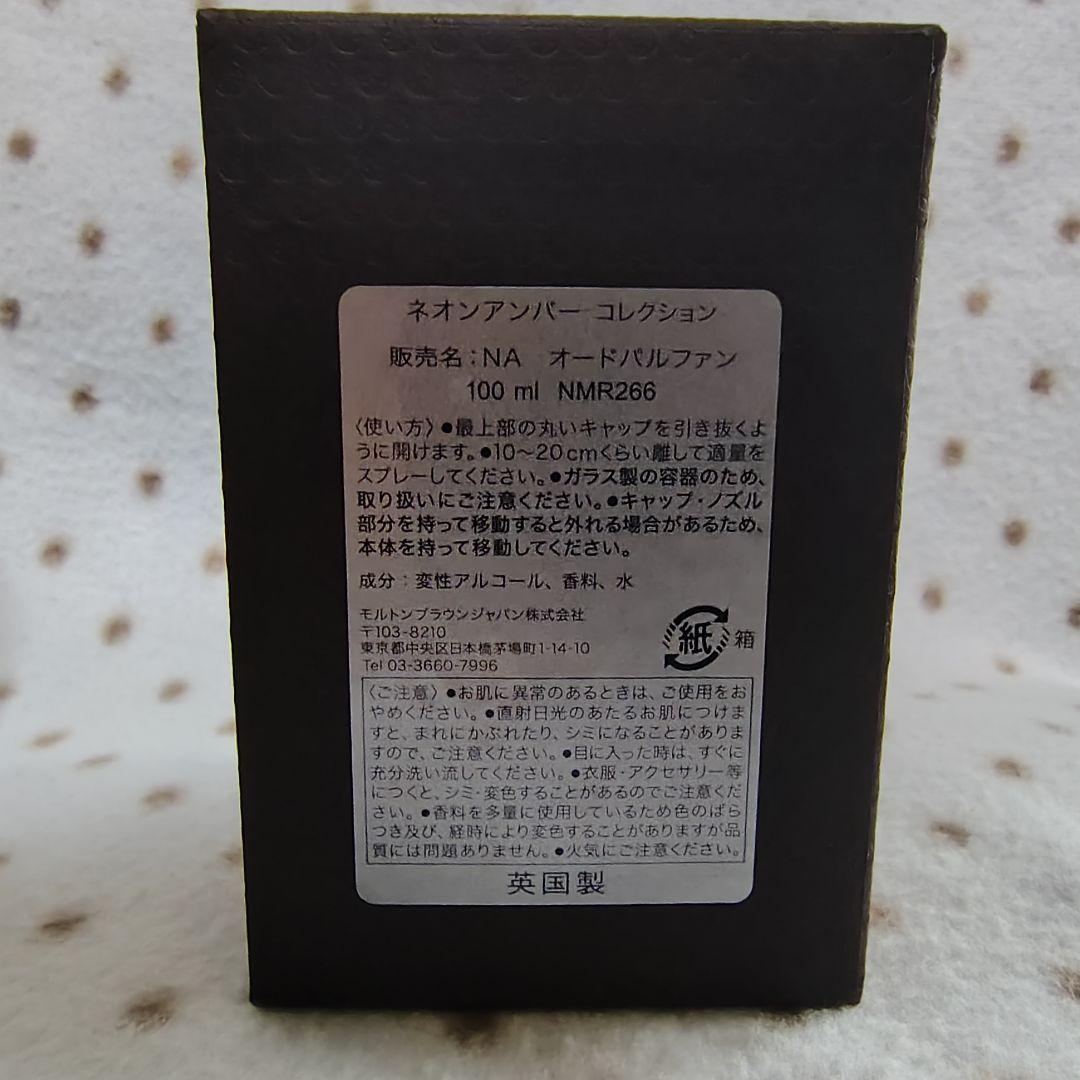 ネオンアンバー コレクション
販売名：NA　オードパルファン
100 ml NMR266
〈使い方〉●最上部の丸いキャップを引き抜くよ
うに開けます。●10〜20cmくらい離して適量を
スプレーしてください。●ガラス製の容器のため、
取り扱いにご注意ください。●キャップ・ノズル
部分を持って移動すると外れる場合があるため、
本体を持って移動してください。
成分：変性アルコール、香料、水
モルトンブラウンジャパン株式会社
〒103-8210
東京都中央区日本橋茅場町1-14-10
Tel 03-3660-7996
紙 箱
〈ご注意〉●お肌に異常のあるときは、ご使用をお
やめください。●直射日光のあたるお肌につけま
すと、まれにかぶれたり、シミになることがありま
すので、ご注意ください。●目に入った時は、すぐに
充分洗い流してください。●衣服・アクセサリー等
につくと、シミ・変色することがあるのでご注意くだ
さい。●香料を多量に使用しているため色のばら
つき及び、経時により変色することがありますが品
質には問題ありません。●火気にご注意ください。
英国製